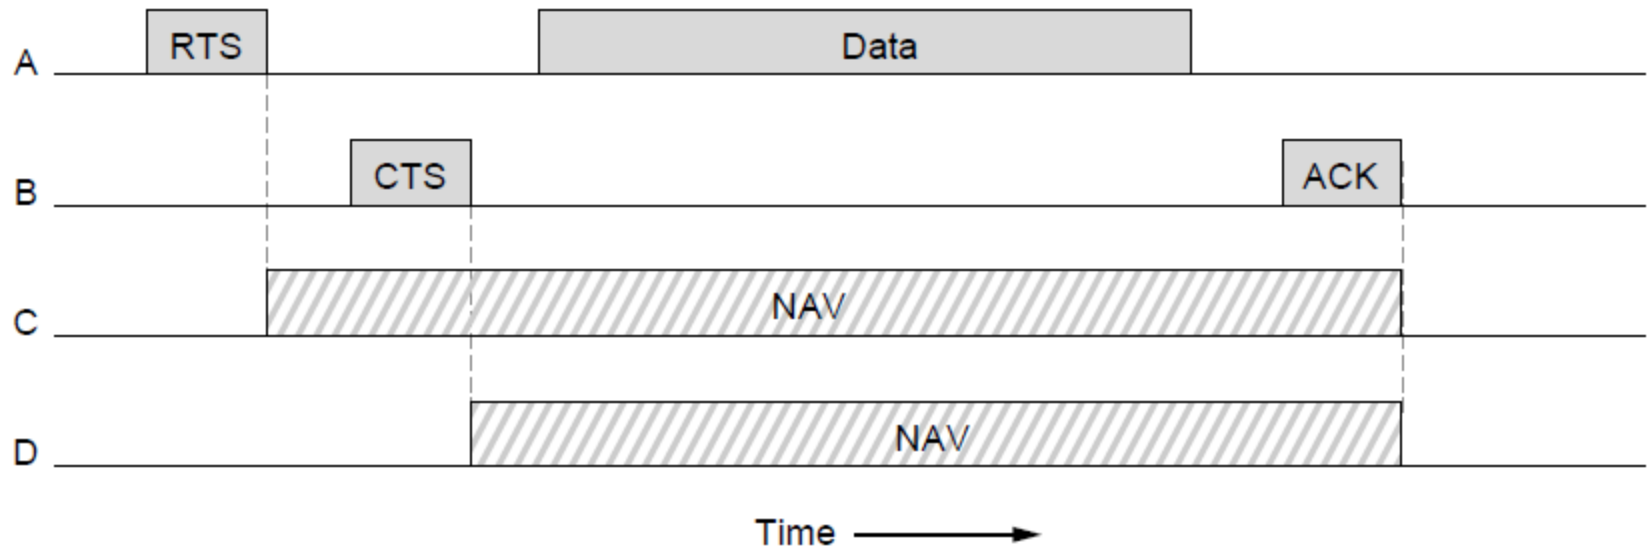 A RTS Data
B CTS ACK
C NAV
D NAV
Time